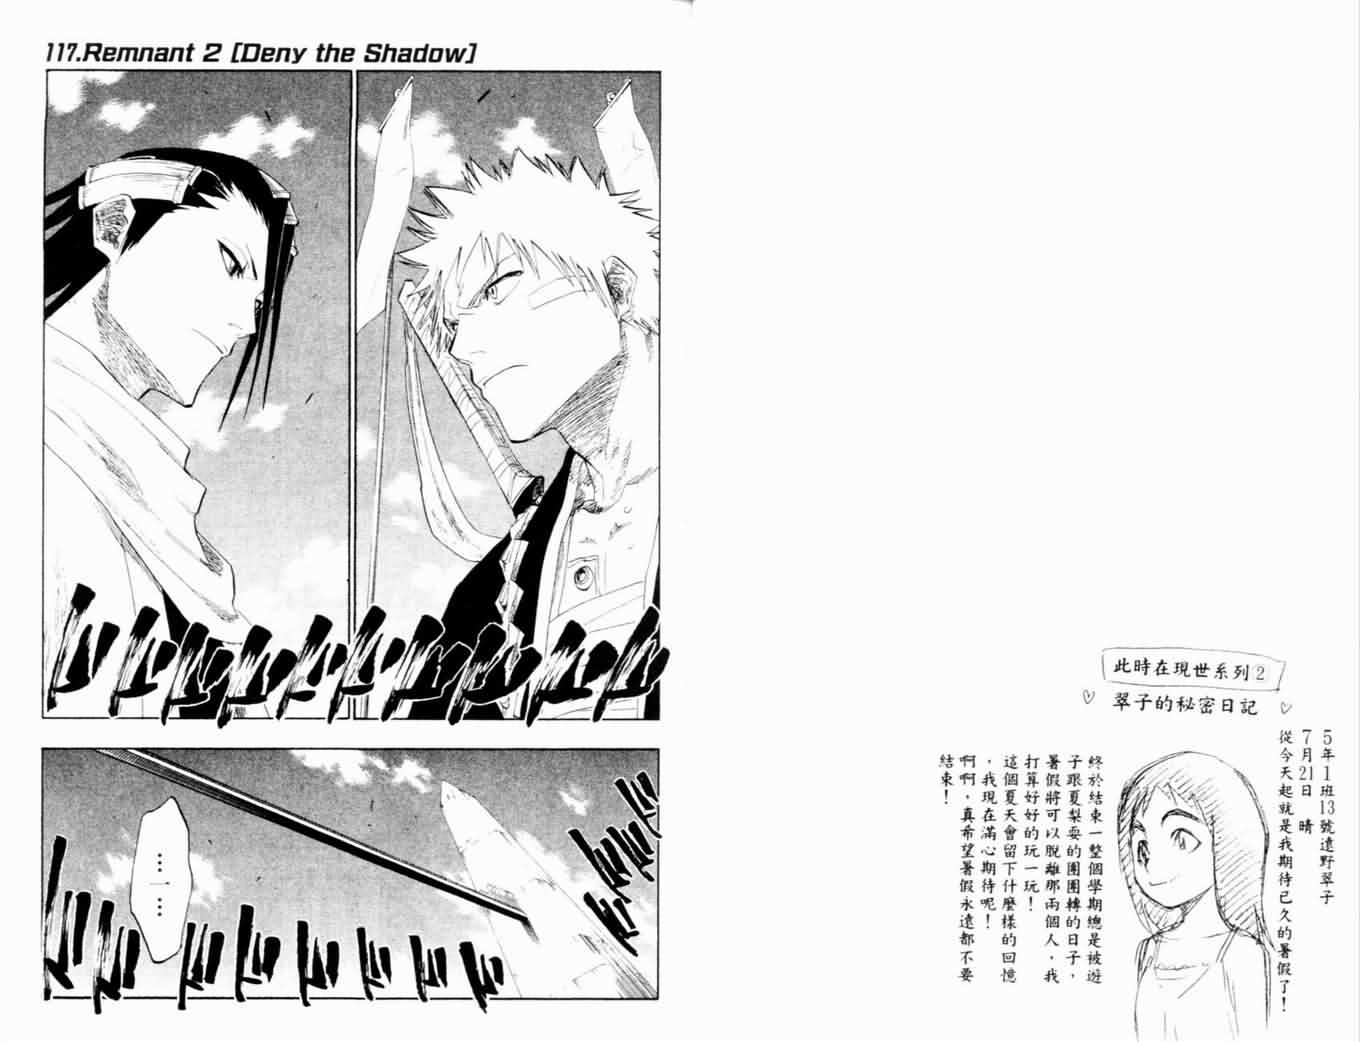 此時在現世系列②
♡ 翠子的秘密日記 ♡
5年1班13號遠野翠子
7月21日 晴
從今天起就是我期待已久的暑假了！
終於結束一整個學期總是被遊
子跟夏梨耍的團團轉的日子，
暑假將可以脫離那兩個人，我
打算好好的玩一玩！
這個夏天會留下什麼樣的回憶
，我現在滿心期待呢！
啊啊，真希望暑假永遠都不要
結束！
117.Remnant 2 [Deny the Shadow]
…一…